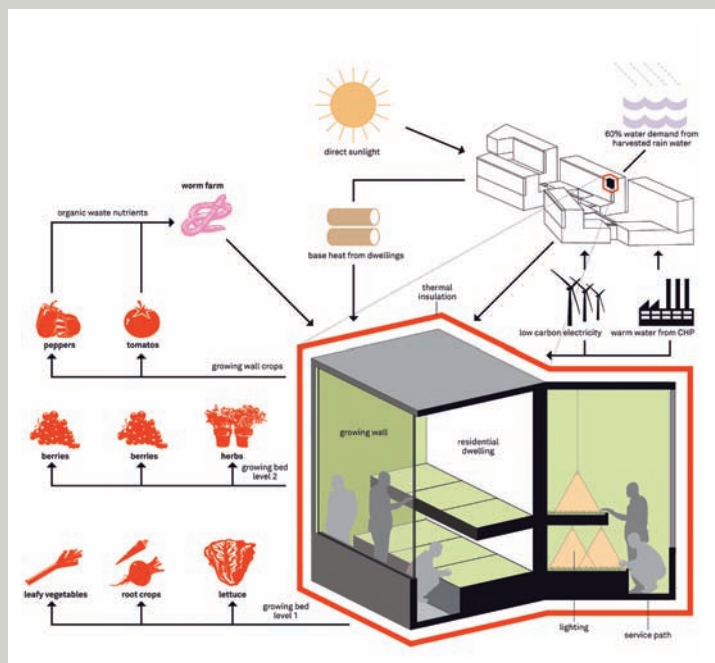 direct sunlight
60% water demand from
harvested rain water
worm farm
organic waste nutrients
base heat from dwellings
thermal
insulation
low carbon electricity
warm water from CHP
peppers
tomatos
growing wall crops
growing wall
residential
dwelling
berries
berries
herbs
growing bed
level 2
leafy vegetables
root crops
lettuce
growing bed
level 1
lighting
service path